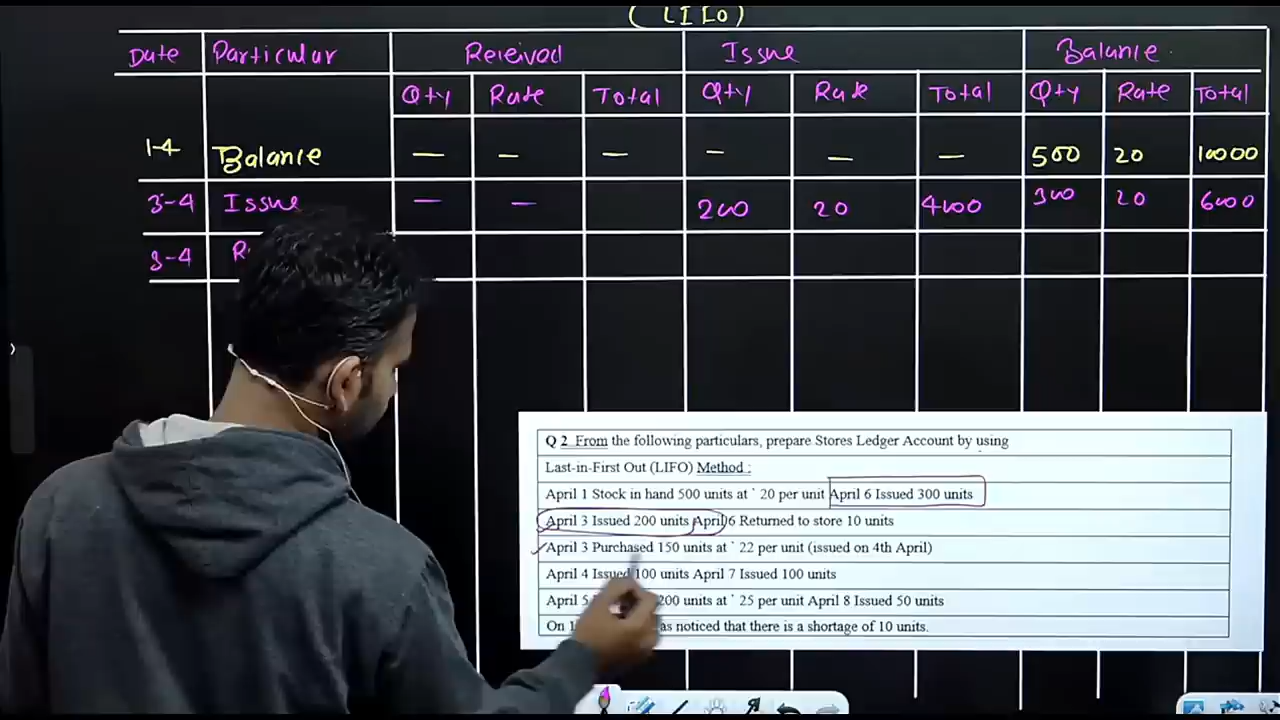 (LIFO)
Date Particular Received Issue Balance
Qty Rate Total Qty Rate Total Qty Rate Total
1-4 Balance — — — — — — 500 20 10000
3-4 Issue — — 200 20 4000 300 20 6000
3-4 R
Q 2 From the following particulars, prepare Stores Ledger Account by using
Last-in-First Out (LIFO) Method :
April 1 Stock in hand 500 units at ` 20 per unit April 6 Issued 300 units
April 3 Issued 200 units April 6 Returned to store 10 units
April 3 Purchased 150 units at ` 22 per unit (issued on 4th April)
April 4 Issued 100 units April 7 Issued 100 units
April 5 200 units at ` 25 per unit April 8 Issued 50 units
On noticed that there is a shortage of 10 units.